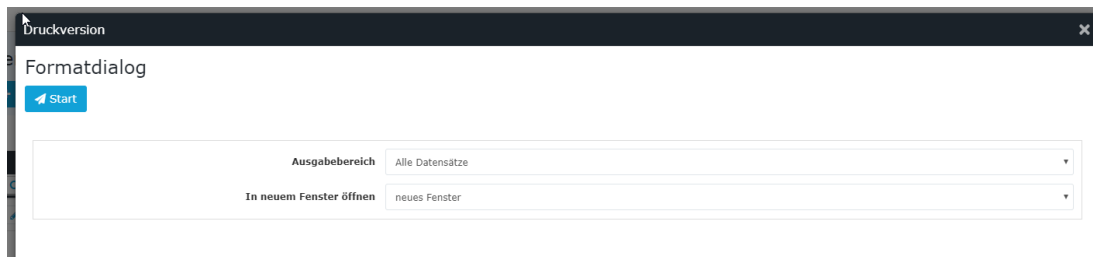 Druckversion
Formatdialog
Start
Ausgabebereich Alle Datensätze
In neuem Fenster öffnen neues Fenster